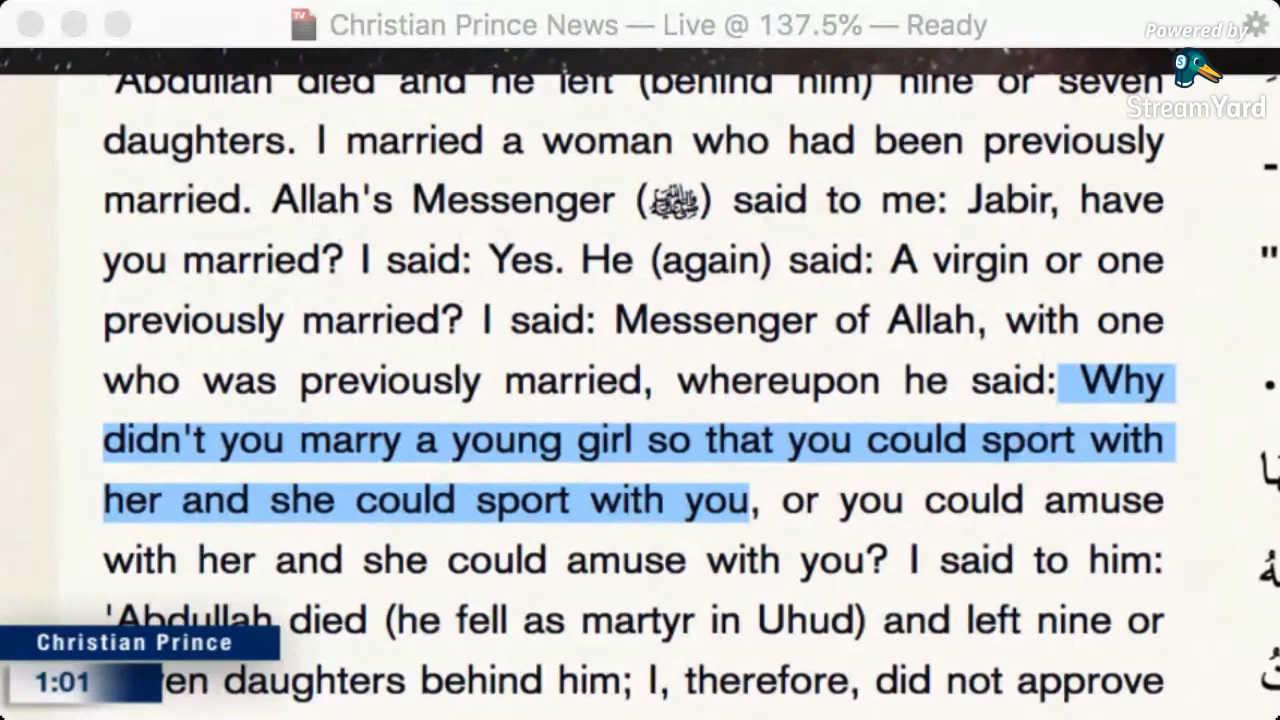 Christian Prince News — Live @ 137.5% — Ready
Powered by
StreamYard
'Abdullah died and he left (behind him) nine or seven
daughters. I married a woman who had been previously
married. Allah's Messenger (ﷺ) said to me: Jabir, have
you married? I said: Yes. He (again) said: A virgin or one
previously married? I said: Messenger of Allah, with one
who was previously married, whereupon he said: Why
didn't you marry a young girl so that you could sport with
her and she could sport with you, or you could amuse
with her and she could amuse with you? I said to him:
'Abdullah died (he fell as martyr in Uhud) and left nine or
daughters behind him; I, therefore, did not approve
Christian Prince
1:01